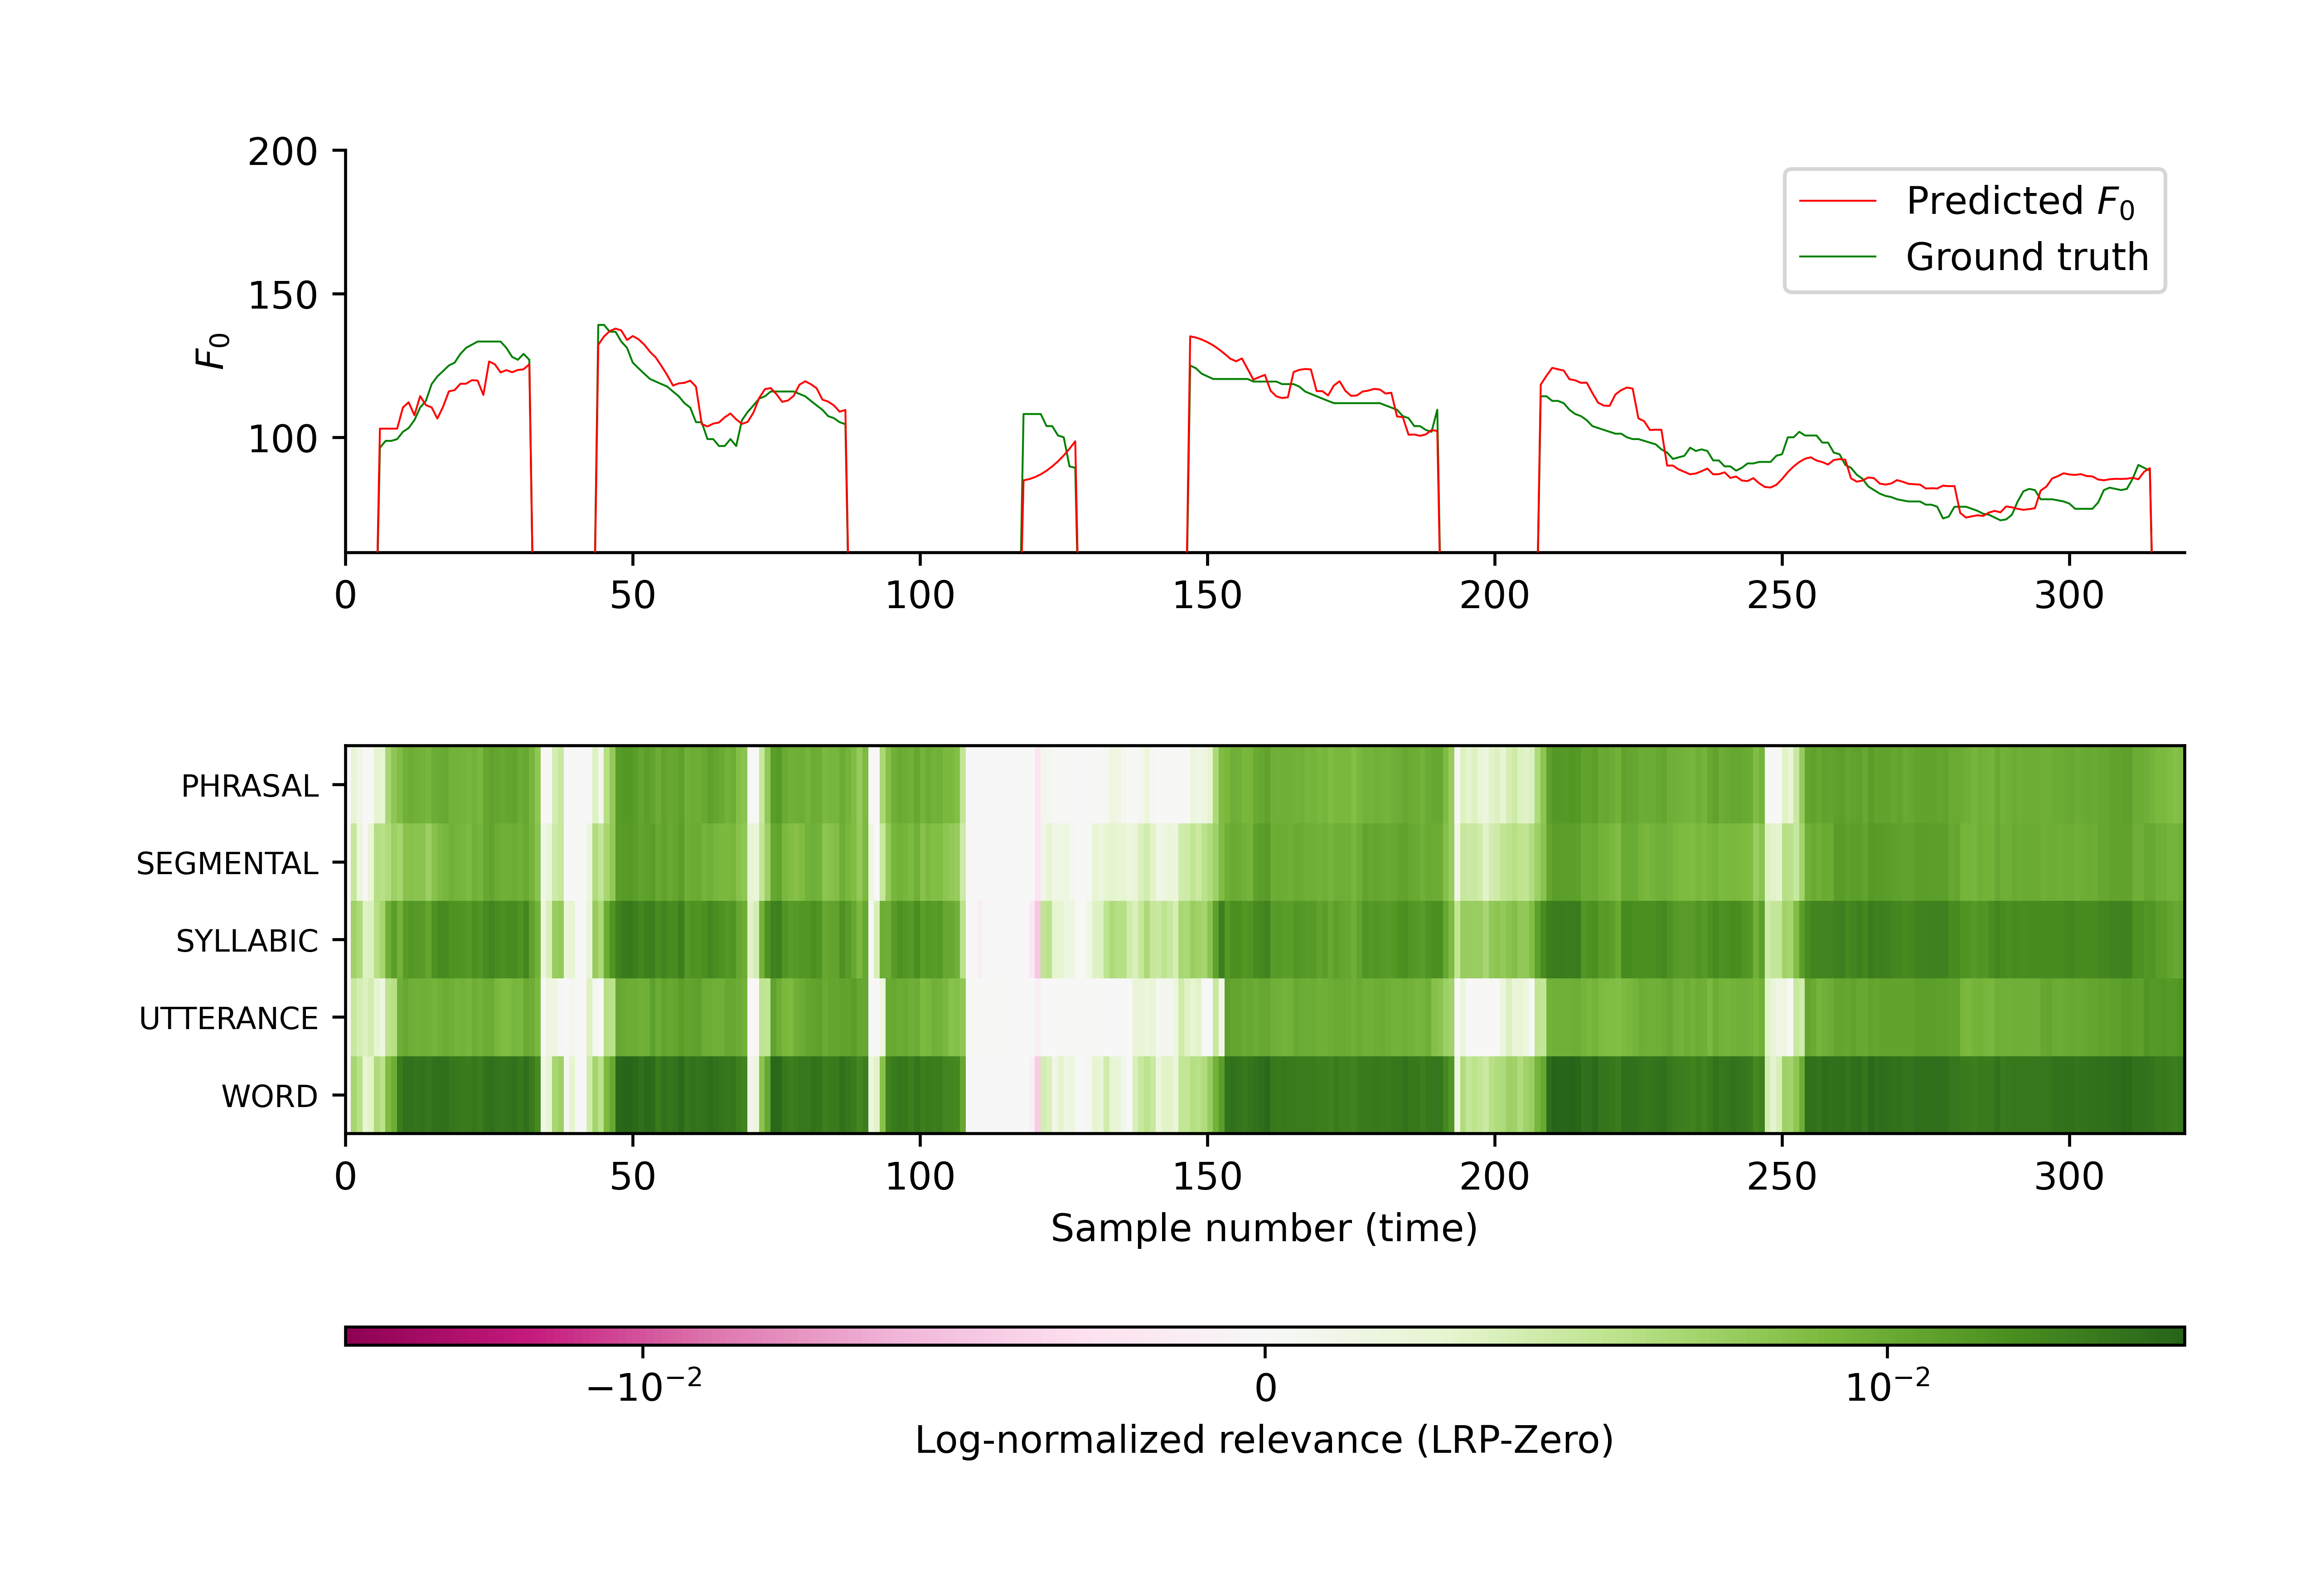 200
150
100
F₀
Predicted F₀
Ground truth
0 50 100 150 200 250 300
PHRASAL
SEGMENTAL
SYLLABIC
UTTERANCE
WORD
0 50 100 150 200 250 300
Sample number (time)
−10⁻² 0 10⁻²
Log-normalized relevance (LRP-Zero)